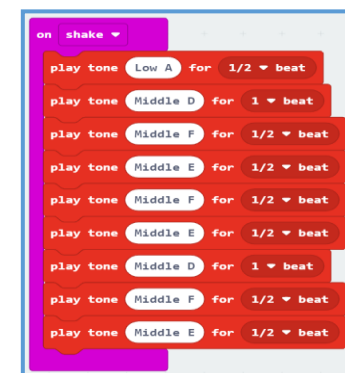 on shake
play tone Low A for 1/2 beat
play tone Middle D for 1 beat
play tone Middle F for 1/2 beat
play tone Middle E for 1/2 beat
play tone Middle F for 1/2 beat
play tone Middle E for 1/2 beat
play tone Middle D for 1 beat
play tone Middle F for 1/2 beat
play tone Middle E for 1/2 beat